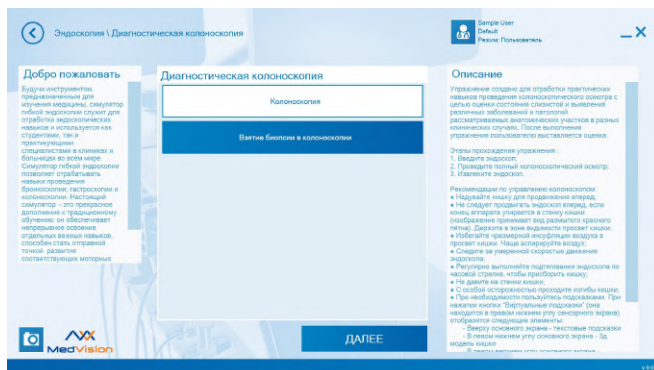 Эндоскопия \ Диагностическая колоноскопия
Sample User
Default
Режим: Пользователь
Добро пожаловать
Будучи инструментом,
предназначенным для
изучения медицины, симулятор
гибкой эндоскопии служит для
отработки эндоскопических
навыков и используется как
студентами, так и
практикующими
специалистами в клиниках и
больницах во всем мире.
Симулятор гибкой эндоскопии
позволяет отрабатывать
навыки проведения
бронхоскопии, гастроскопии и
колоноскопии. Настоящий
симулятор - это прекрасное
дополнение к традиционному
обучению: он обеспечивает
непрерывное освоение
отдельных важных навыков,
способен стать отправной
точкой развития
соответствующих моторных
MedVision
Диагностическая колоноскопия
Колоноскопия
Взятие биопсии в колоноскопии
ДАЛЕЕ
Описание
Упражнение создано для отработки практических
навыков проведения колоноскопического осмотра с
целью оценки состояния слизистой и выявления
различных заболеваний и патологий
рассматриваемых анатомических участков в разных
клинических случаях. После выполнения
упражнения пользователю выставляется оценка.
Этапы прохождения упражнения :
1. Введите эндоскоп.
2. Проведите полный колоноскопический осмотр;
3. Извлеките эндоскоп.
Рекомендации по управлению колоноскопом:
● Надувайте кишку для продвижения вперед;
● Не следует продвигать эндоскоп вперед, если
конец аппарата упирается в стенку кишки
(изображение принимает вид размытого красного
пятна). Держите в зоне видимости просвет кишки;
● Избегайте чрезмерной инсуфляции воздуха в
просвет кишки. Чаще аспирируйте воздух;
● Следите за умеренной скоростью движения
эндоскопа;
● Регулярно выполняйте подтягивания эндоскопа по
часовой стрелке, чтобы присборить кишку;
● Не давите на стенки кишки;
● С особой осторожностью проходите изгибы кишки;
● При необходимости пользуйтесь подсказками. При
нажатии кнопки "Виртуальные подсказки" (она
находится в правом нижнем углу сенсорного экрана)
отобразятся следующие элементы:
- Вверху основного экрана - текстовые подсказки
- В левом нижнем углу основного экрана - 3д
модель кишки
- В левом верхнем углу основного экрана -